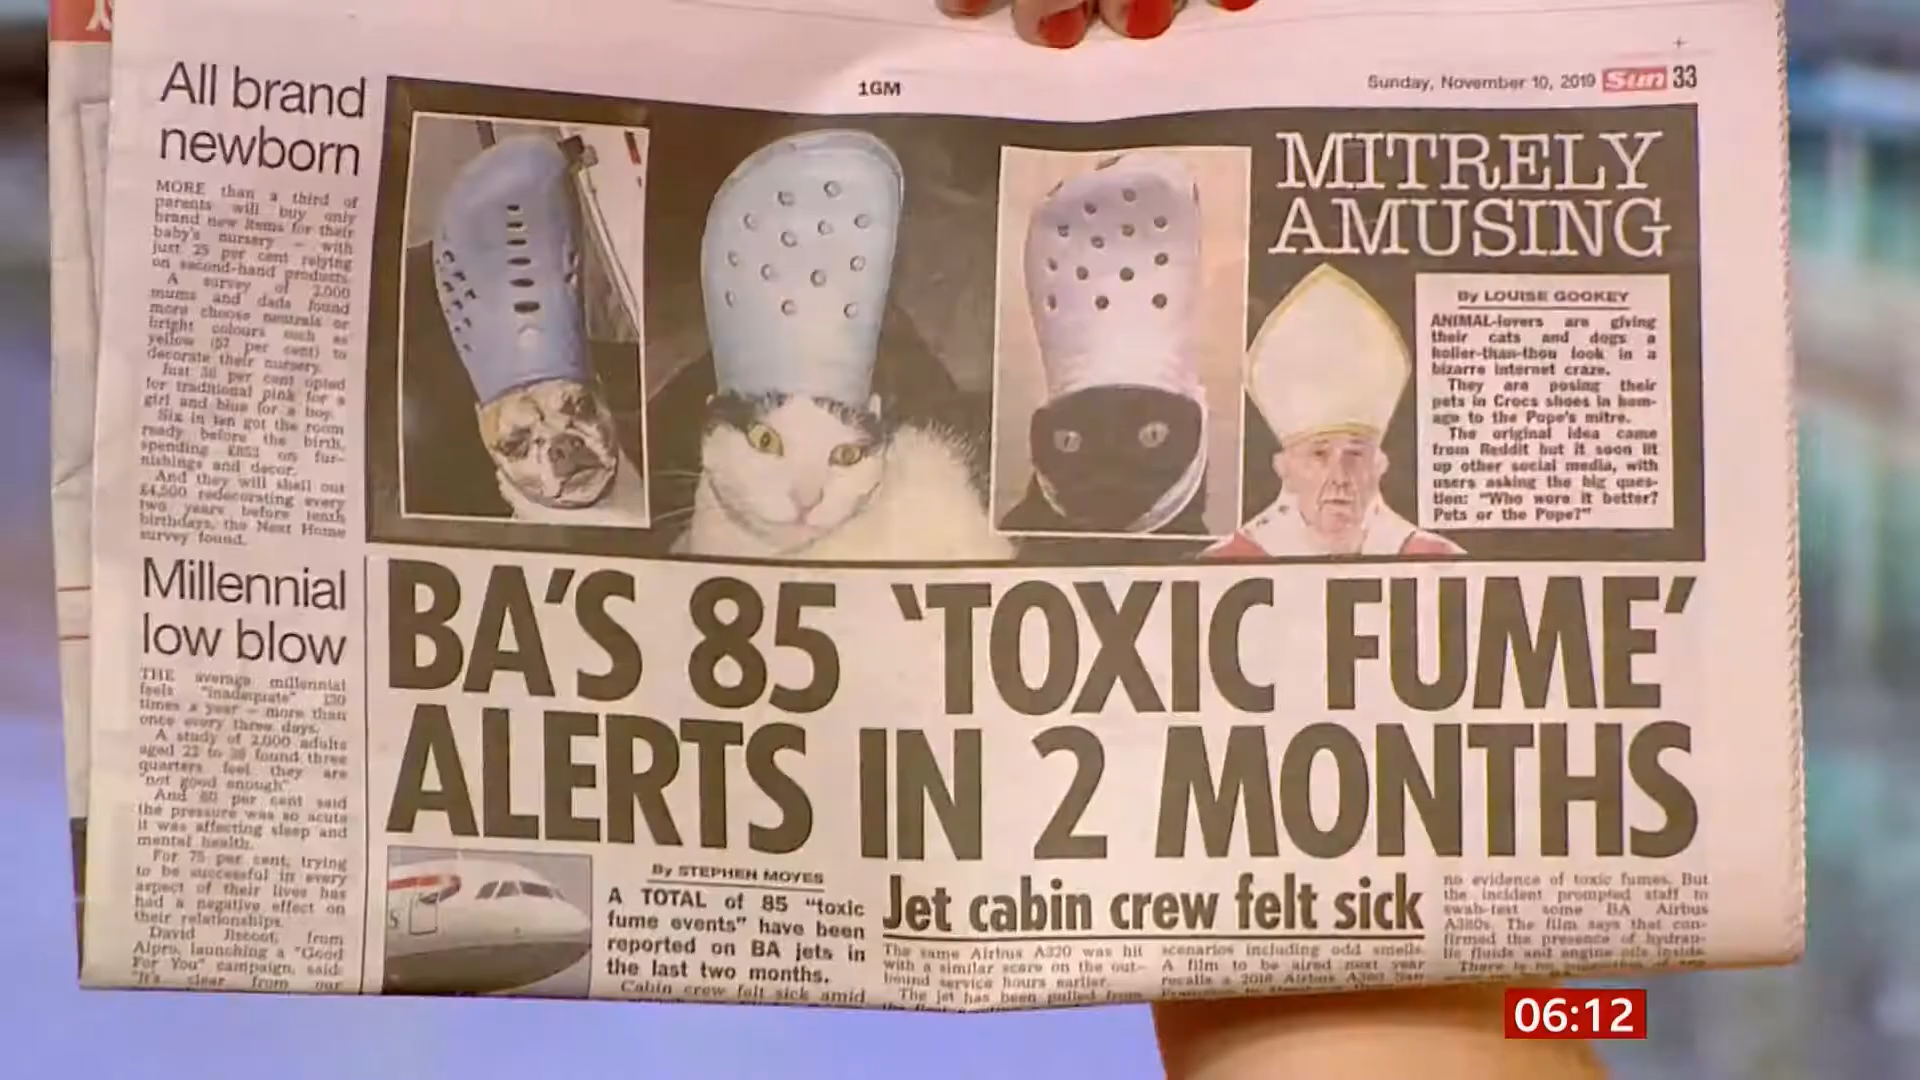 1GM
Sunday, November 10, 2019 Sun 33
All brand
newborn
MORE than a third of
parents will buy only
brand new items for their
baby's nursery – with
just 25 per cent relying
on second-hand products.
A survey of 2,000
mums and dads found
more choose neutrals or
bright colours such as
yellow (57 per cent) to
decorate their nursery.
Just 36 per cent opted
for traditional pink for a
girl and blue for a boy.
Six in ten got the room
ready before the birth,
spending £853 on fur-
nishings and decor.
And they will shell out
£4,500 redecorating every
two years before tenth
birthdays, the Next Home
survey found.
Millennial
low blow
THE average millennial
feels "inadequate" 130
times a year – more than
once every three days.
A study of 2,000 adults
aged 23 to 38 found three
quarters feel they are
"not good enough"
And 60 per cent said
the pressure was so acute
it was affecting sleep and
mental health.
For 75 per cent, trying
to be successful in every
aspect of their lives has
had a negative effect on
their relationships.
David Jiscoot, from
Alpro, launching a "Good
For You" campaign, said:
"It's clear from our
MITRELY
AMUSING
By LOUISE GOOKEY
ANIMAL-lovers are giving
their cats and dogs a
holier-than-thou look in a
bizarre internet craze.
They are posing their
pets in Crocs shoes in hom-
age to the Pope's mitre.
The original idea came
from Reddit but it soon lit
up other social media, with
users asking the big ques-
tion: "Who wore it better?
Pets or the Pope?"
BA'S 85 'TOXIC FUME'
ALERTS IN 2 MONTHS
By STEPHEN MOYES
A TOTAL of 85 "toxic
fume events" have been
reported on BA jets in
the last two months.
Cabin crew felt sick amid
Jet cabin crew felt sick
The same Airbus A320 was hit
with a similar scare on the out-
bound service hours earlier.
The jet has been pulled from
scenarios including odd smells.
A film to be aired next year
recalls a 2016 Airbus A380 San
no evidence of toxic fumes. But
the incident prompted staff to
swab-test some BA Airbus
A380s. The film says that con-
firmed the presence of hydrau-
lic fluids and engine oils inside.
There is no
06:12